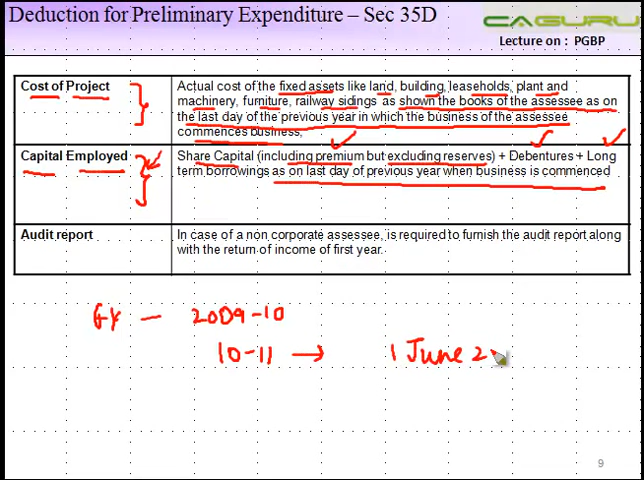 Deduction for Preliminary Expenditure – Sec 35D
CAGURU
Lecture on : PGBP
Cost of Project
Actual cost of the fixed assets like land, building, leaseholds, plant and
machinery, furniture, railway sidings as shown the books of the assessee as on
the last day of the previous year in which the business of the assessee
commences business,
Capital Employed
Share Capital (including premium but excluding reserves) + Debentures + Long
term borrowings as on last day of previous year when business is commenced
Audit report
In case of a non corporate assessee, is required to furnish the audit report along
with the return of income of first year.
— 2009-10
10-11 → 1 June 2
9